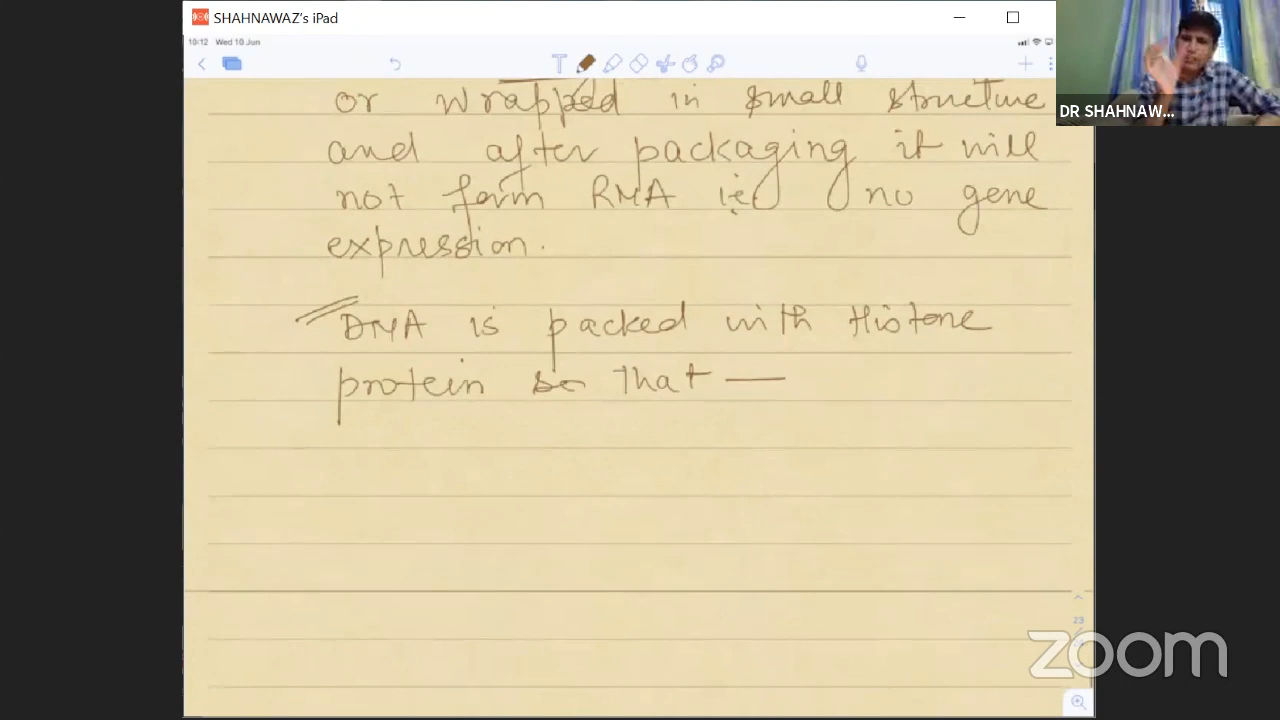 SHAHNAWAZ's iPad
10:12 Wed 10 Jun
T
DR SHAHNAW...
or wrapped in small structure
and after packaging it will
not form RNA i.e. no gene
expression.
DNA is packed with Histone
protein so that —
23
zoom